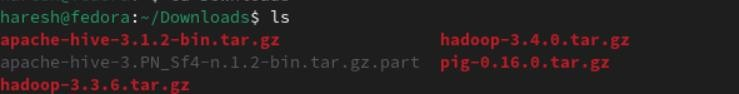 haresh@fedora:~/Downloads$ ls
apache-hive-3.1.2-bin.tar.gz hadoop-3.4.0.tar.gz
apache-hive-3.PN_Sf4-n.1.2-bin.tar.gz.part pig-0.16.0.tar.gz
hadoop-3.3.6.tar.gz